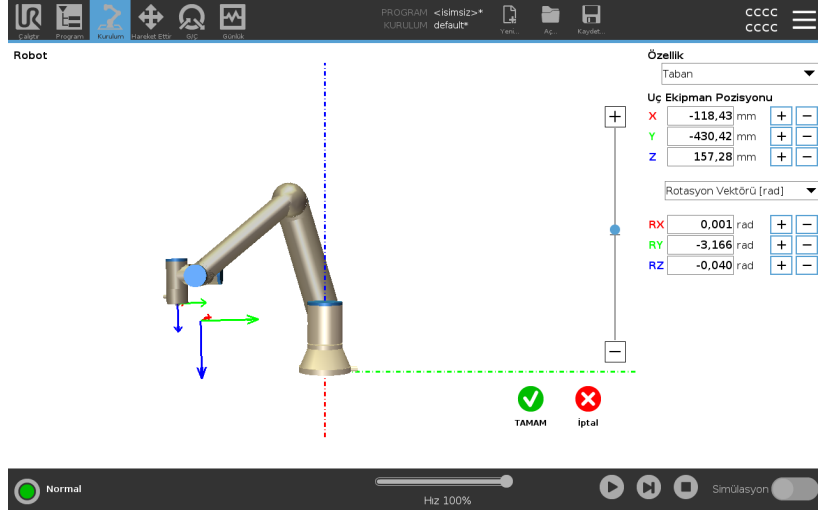 UR
PROGRAM <isimsiz>*
KURULUM default*
CCCC
CCCC
Çalıştır Program Kurulum Hareket Ettir G/Ç Günlük Yeni... Aç... Kaydet...
Robot
Özellik
Taban
Uç Ekipman Pozisyonu
X -118,43 mm + −
Y -430,42 mm + −
Z 157,28 mm + −
Rotasyon Vektörü [rad]
RX 0,001 rad + −
RY -3,166 rad + −
RZ -0,040 rad + −
TAMAM İptal
Normal
Hız 100%
Simülasyon